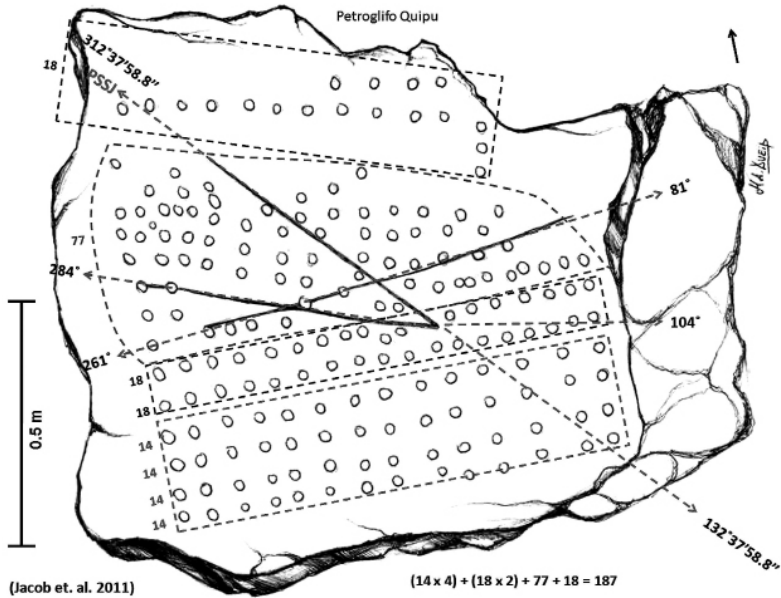 Petroglifo Quipu
312°37'58.8"
PSSJ
18
81°
77
284°
104°
261°
18
18
14
14
14
14
0.5 m
132°37'58.8"
(Jacob et. al. 2011)
(14 x 4) + (18 x 2) + 77 + 18 = 187